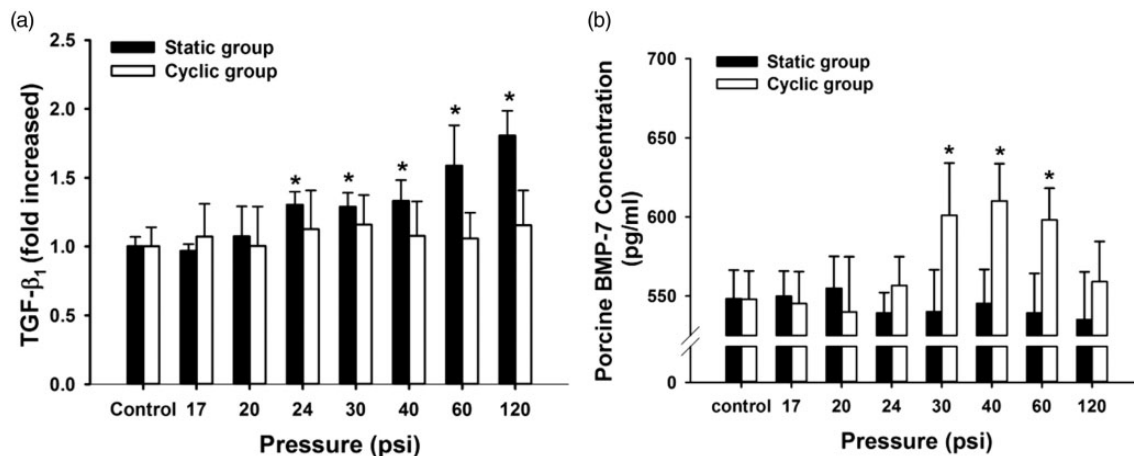 (a)
2.5
2.0
1.5
1.0
0.5
0.0
TGF-β₁ (fold increased)
Static group
Cyclic group
* * * * *
Control 17 20 24 30 40 60 120
Pressure (psi)
(b)
700
650
600
550
0
Porcine BMP-7 Concentration
(pg/ml)
Static group
Cyclic group
* * *
control 17 20 24 30 40 60 120
Pressure (psi)